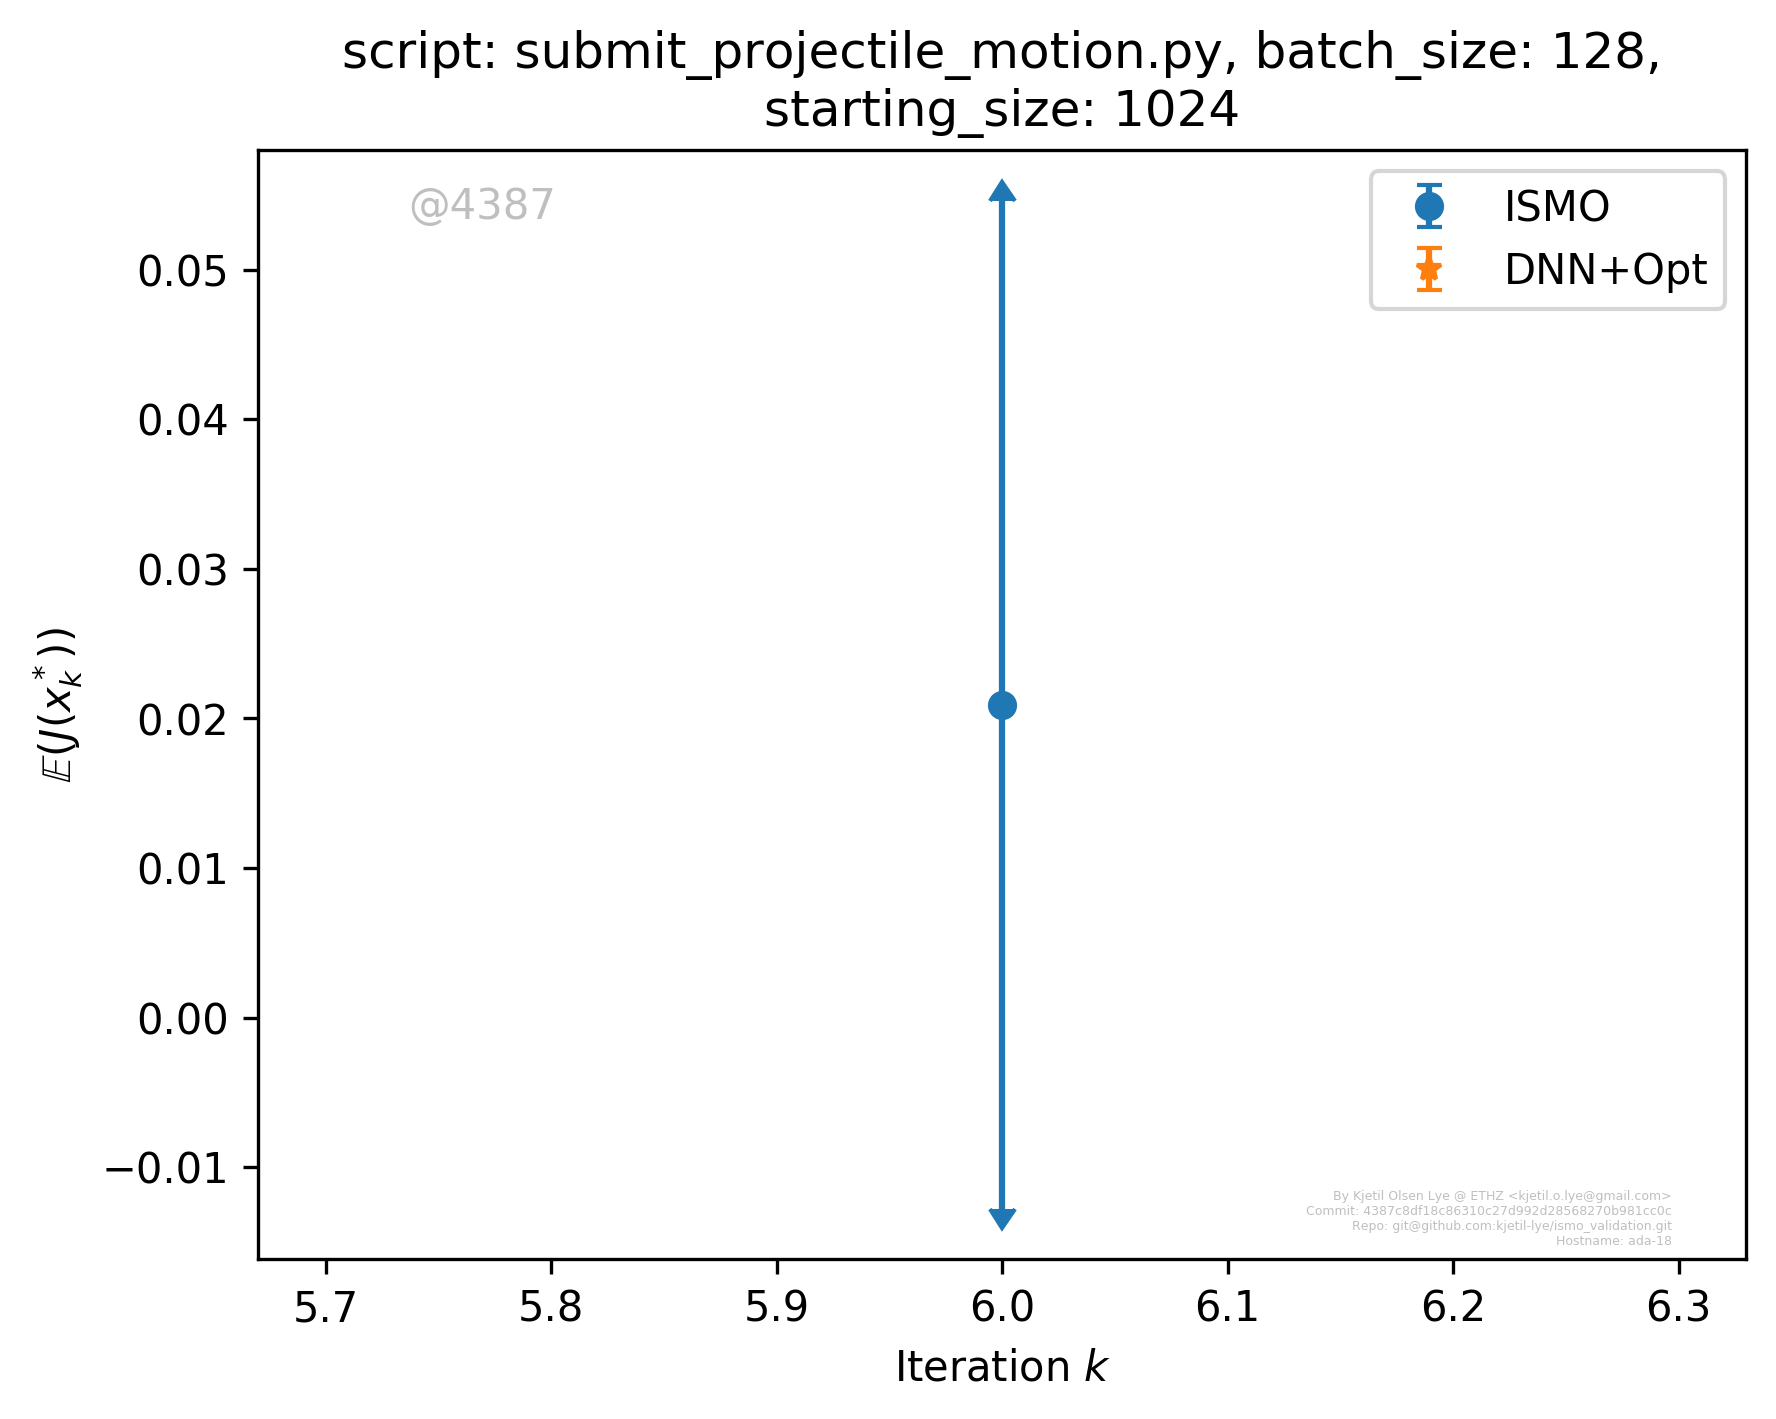 script: submit_projectile_motion.py, batch_size: 128,
starting_size: 1024
@4387
ISMO
DNN+Opt
0.05
0.04
0.03
0.02
0.01
0.00
−0.01
𝔼(J(x_k^*))
By Kjetil Olsen Lye @ ETHZ <kjetil.o.lye@gmail.com>
Commit: 4387c8df18c86310c27d992d28568270b981cc0c
Repo: git@github.com:kjetil-lye/ismo_validation.git
Hostname: ada-18
5.7 5.8 5.9 6.0 6.1 6.2 6.3
Iteration k